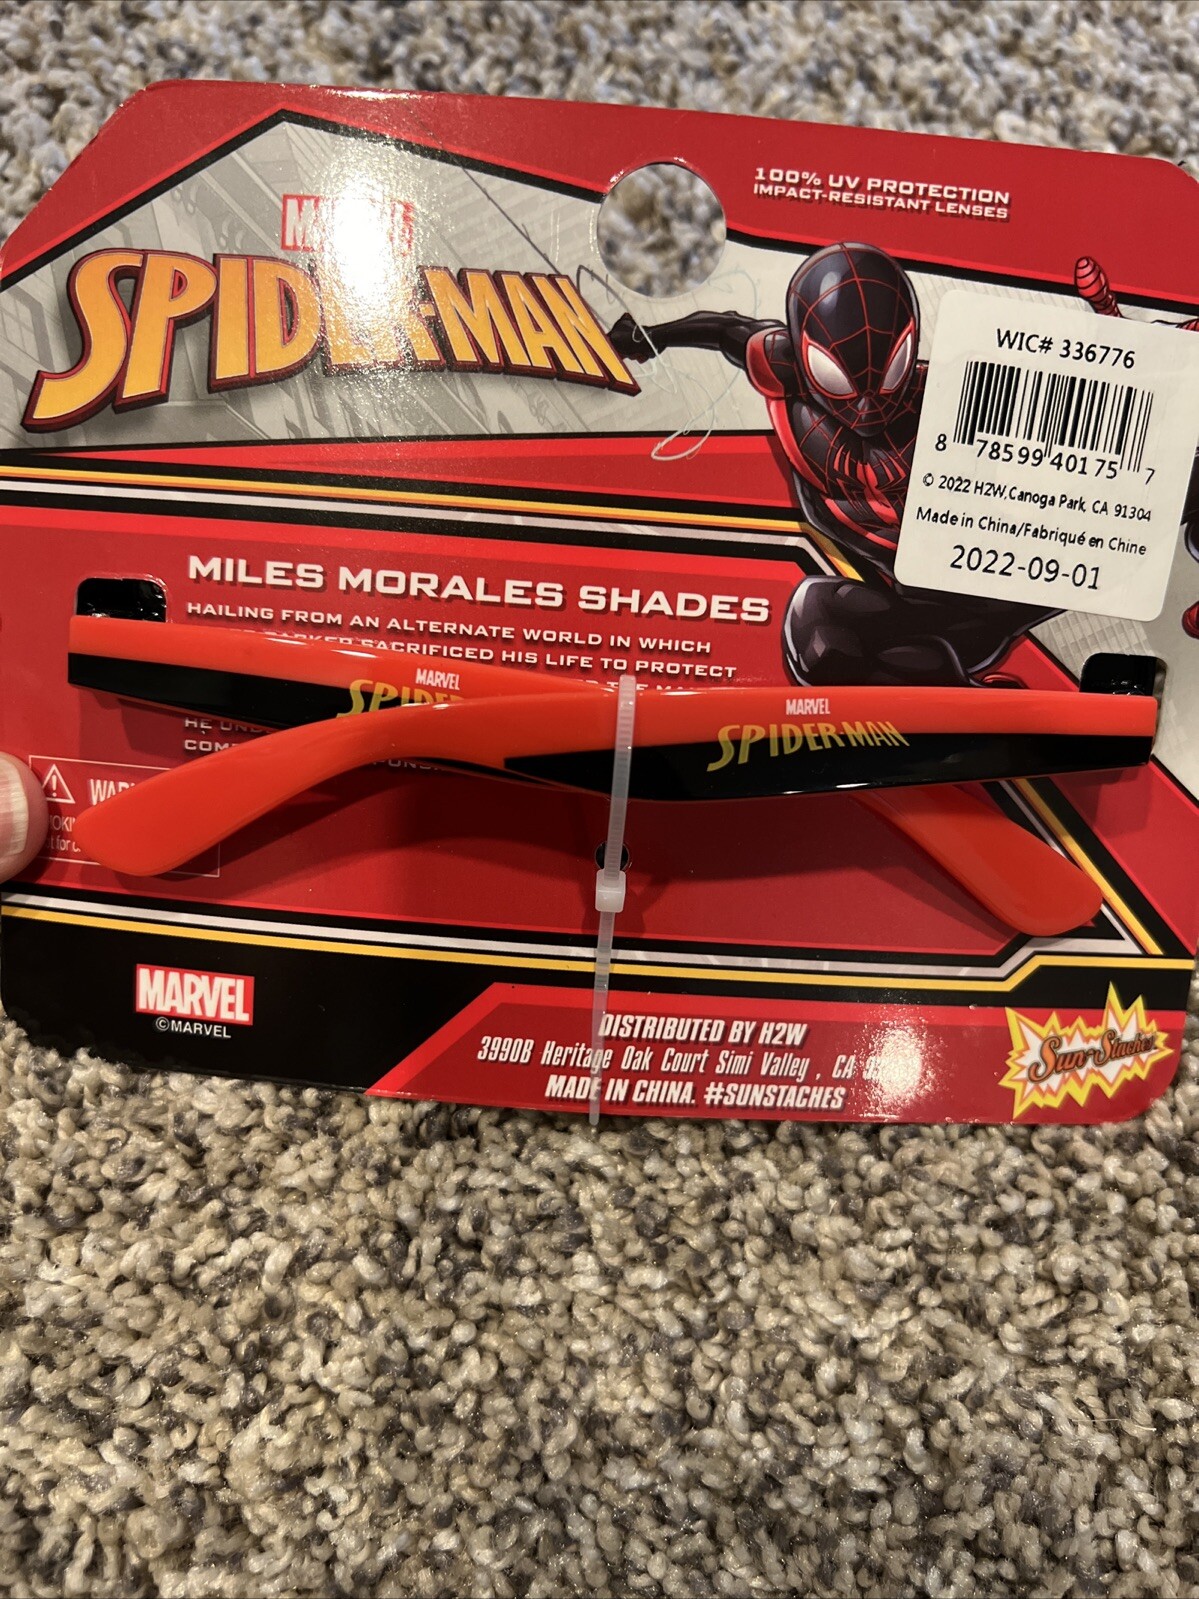 MARVEL
SPIDER-MAN
100% UV PROTECTION
IMPACT-RESISTANT LENSES
WIC# 336776
8 78599 40175 7
© 2022 H2W,Canoga Park, CA 91304
Made in China/Fabriqué en Chine
2022-09-01
MILES MORALES SHADES
HAILING FROM AN ALTERNATE WORLD IN WHICH
PARKER SACRIFICED HIS LIFE TO PROTECT
MARVEL
SPIDER
MARVEL
SPIDER-MAN
HE
MARVEL
©MARVEL
DISTRIBUTED BY H2W
3990B Heritage Oak Court Simi Valley , CA
MADE IN CHINA. #SUNSTACHES
Sun-Staches